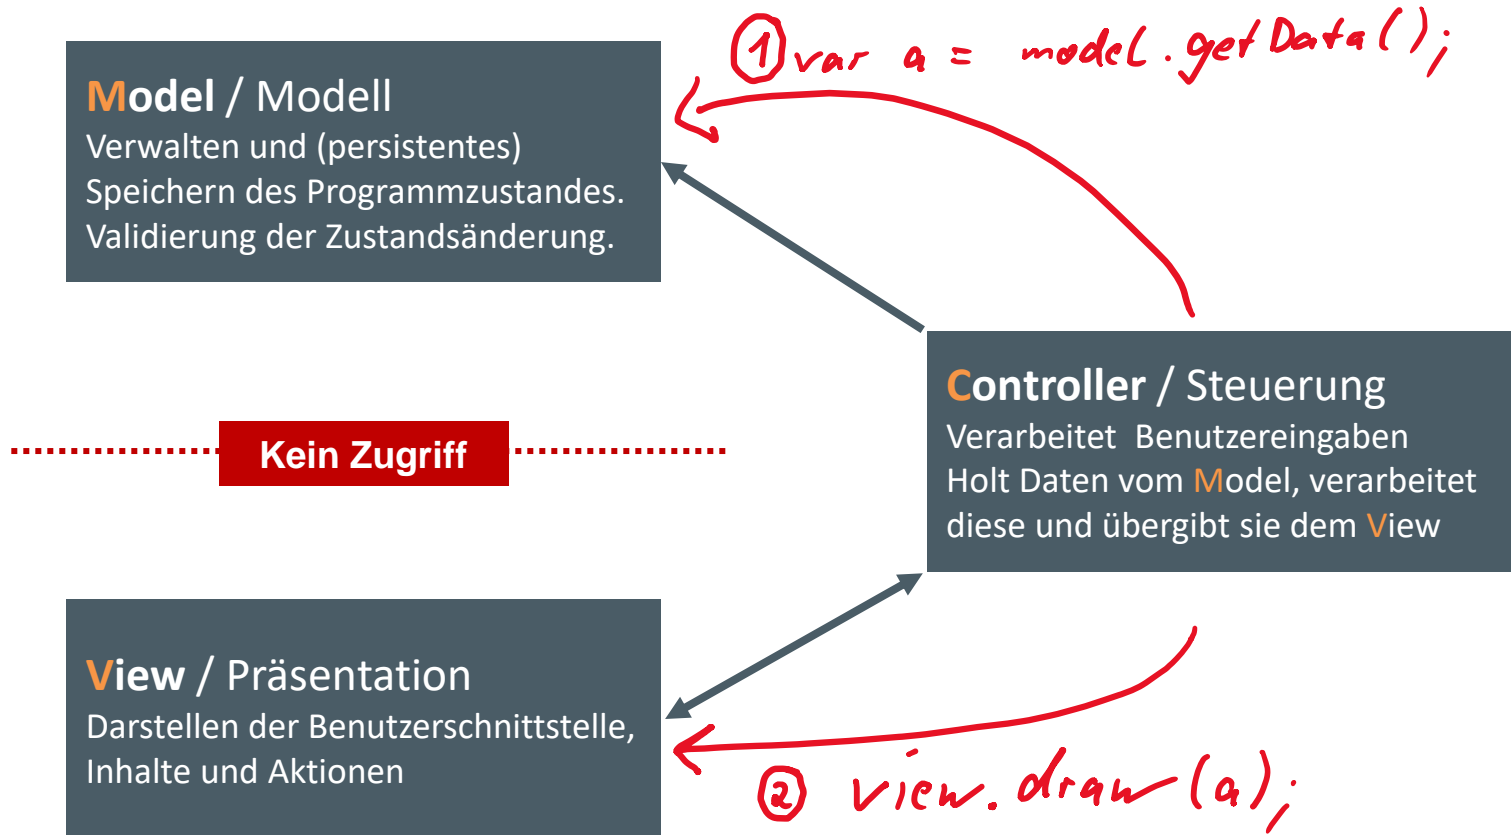 ① var a = model.getData();
Model / Modell
Verwalten und (persistentes)
Speichern des Programmzustandes.
Validierung der Zustandsänderung.
Controller / Steuerung
Verarbeitet Benutzereingaben
Holt Daten vom Model, verarbeitet
diese und übergibt sie dem View
Kein Zugriff
View / Präsentation
Darstellen der Benutzerschnittstelle,
Inhalte und Aktionen
② view.draw(a);